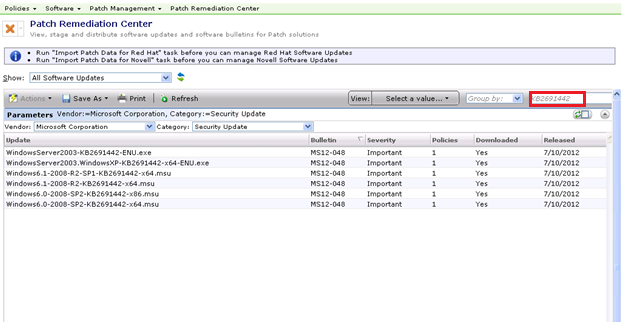 Policies Software Patch Management Patch Remediation Center
Patch Remediation Center
View, stage and distribute software updates and software bulletins for Patch solutions
• Run "Import Patch Data for Red Hat" task before you can manage Red Hat Software Updates
• Run "Import Patch Data for Novell" task before you can manage Novell Software Updates
Show: All Software Updates
Actions Save As Print Refresh View: Select a value... Group by: KB2691442
Parameters Vendor:=Microsoft Corporation, Category:=Security Update
Vendor: Microsoft Corporation Category: Security Update
Update Bulletin Severity Policies Downloaded Released
WindowsServer2003-KB2691442-ENU.exe MS12-048 Important 1 Yes 7/10/2012
WindowsServer2003.WindowsXP-KB2691442-x64-ENU.exe MS12-048 Important 1 Yes 7/10/2012
Windows6.1-2008-R2-SP1-KB2691442-x64.msu MS12-048 Important 1 Yes 7/10/2012
Windows6.1-2008-R2-KB2691442-x64.msu MS12-048 Important 1 Yes 7/10/2012
Windows6.0-2008-SP2-KB2691442-x86.msu MS12-048 Important 1 Yes 7/10/2012
Windows6.0-2008-SP2-KB2691442-x64.msu MS12-048 Important 1 Yes 7/10/2012